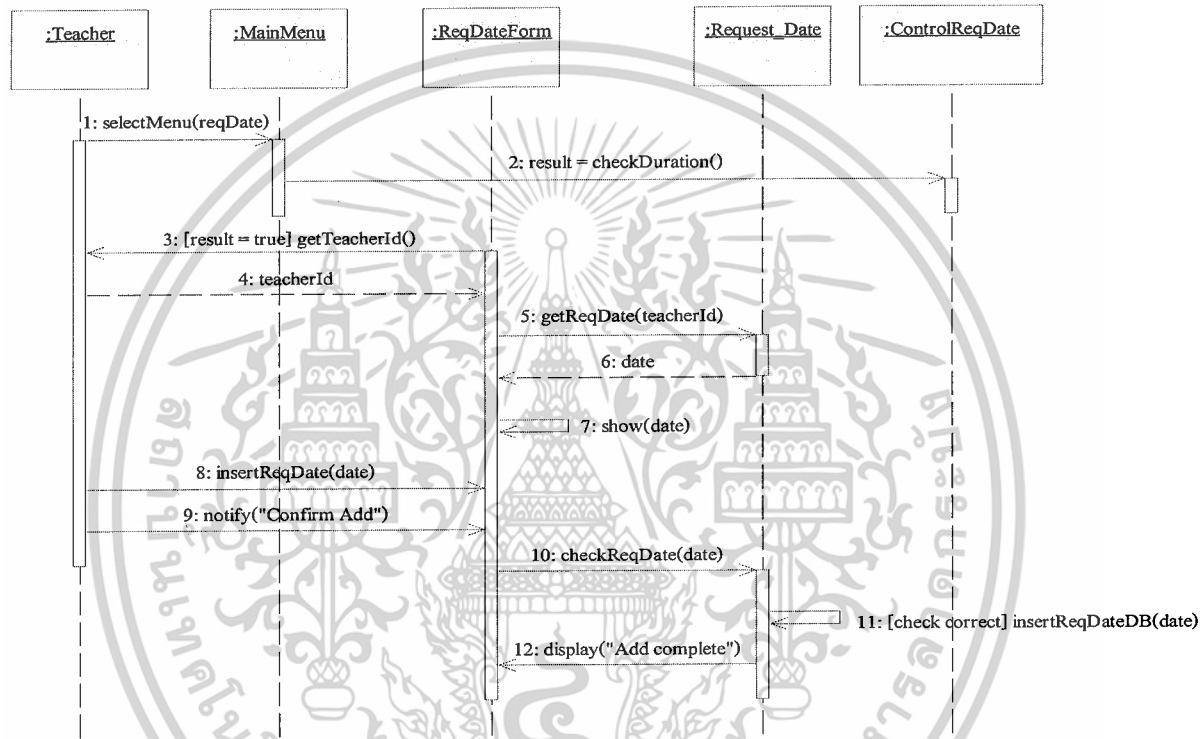 :Teacher
:MainMenu
:ReqDateForm
:Request_Date
:ControlReqDate
1: selectMenu(reqDate)
2: result = checkDuration()
3: [result = true] getTeacherId()
4: teacherId
5: getReqDate(teacherId)
6: date
7: show(date)
8: insertReqDate(date)
9: notify("Confirm Add")
10: checkReqDate(date)
11: [check correct] insertReqDateDB(date)
12: display("Add complete")